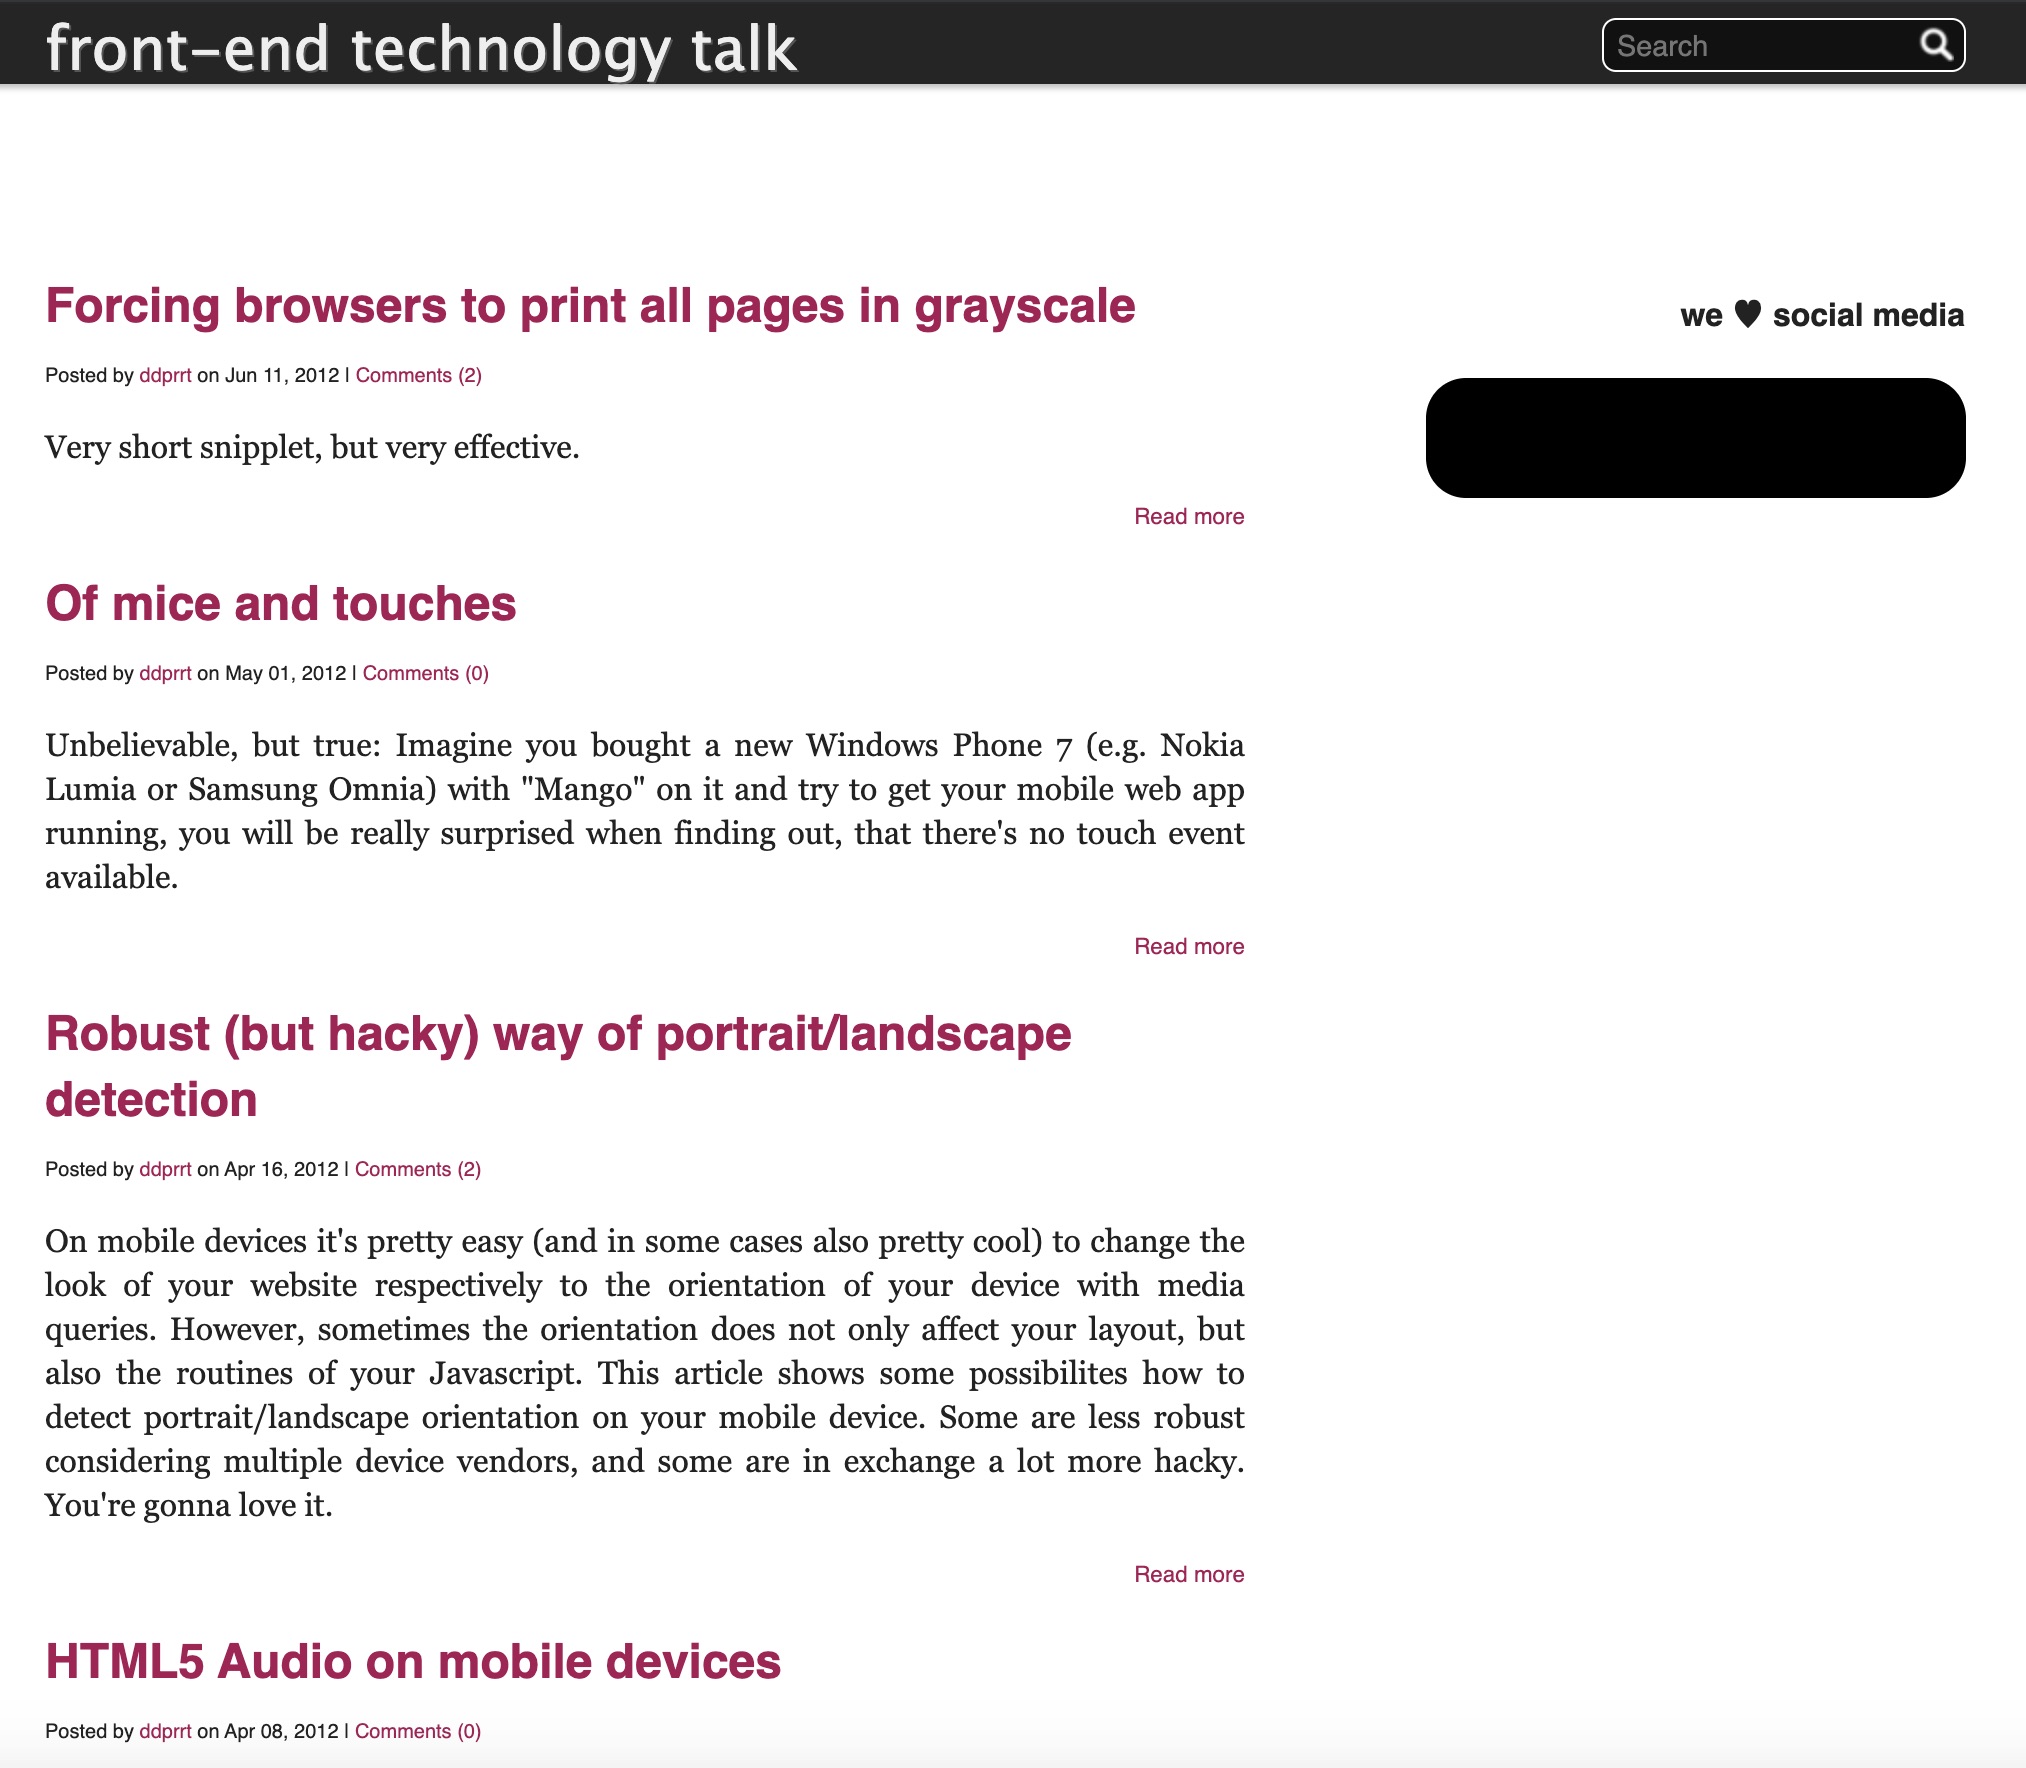 front-end technology talk
Search
Forcing browsers to print all pages in grayscale
Posted by ddprrt on Jun 11, 2012 | Comments (2)
Very short snipplet, but very effective.
Read more
we ♥ social media
Of mice and touches
Posted by ddprrt on May 01, 2012 | Comments (0)
Unbelievable, but true: Imagine you bought a new Windows Phone 7 (e.g. Nokia
Lumia or Samsung Omnia) with "Mango" on it and try to get your mobile web app
running, you will be really surprised when finding out, that there's no touch event
available.
Read more
Robust (but hacky) way of portrait/landscape
detection
Posted by ddprrt on Apr 16, 2012 | Comments (2)
On mobile devices it's pretty easy (and in some cases also pretty cool) to change the
look of your website respectively to the orientation of your device with media
queries. However, sometimes the orientation does not only affect your layout, but
also the routines of your Javascript. This article shows some possibilites how to
detect portrait/landscape orientation on your mobile device. Some are less robust
considering multiple device vendors, and some are in exchange a lot more hacky.
You're gonna love it.
Read more
HTML5 Audio on mobile devices
Posted by ddprrt on Apr 08, 2012 | Comments (0)